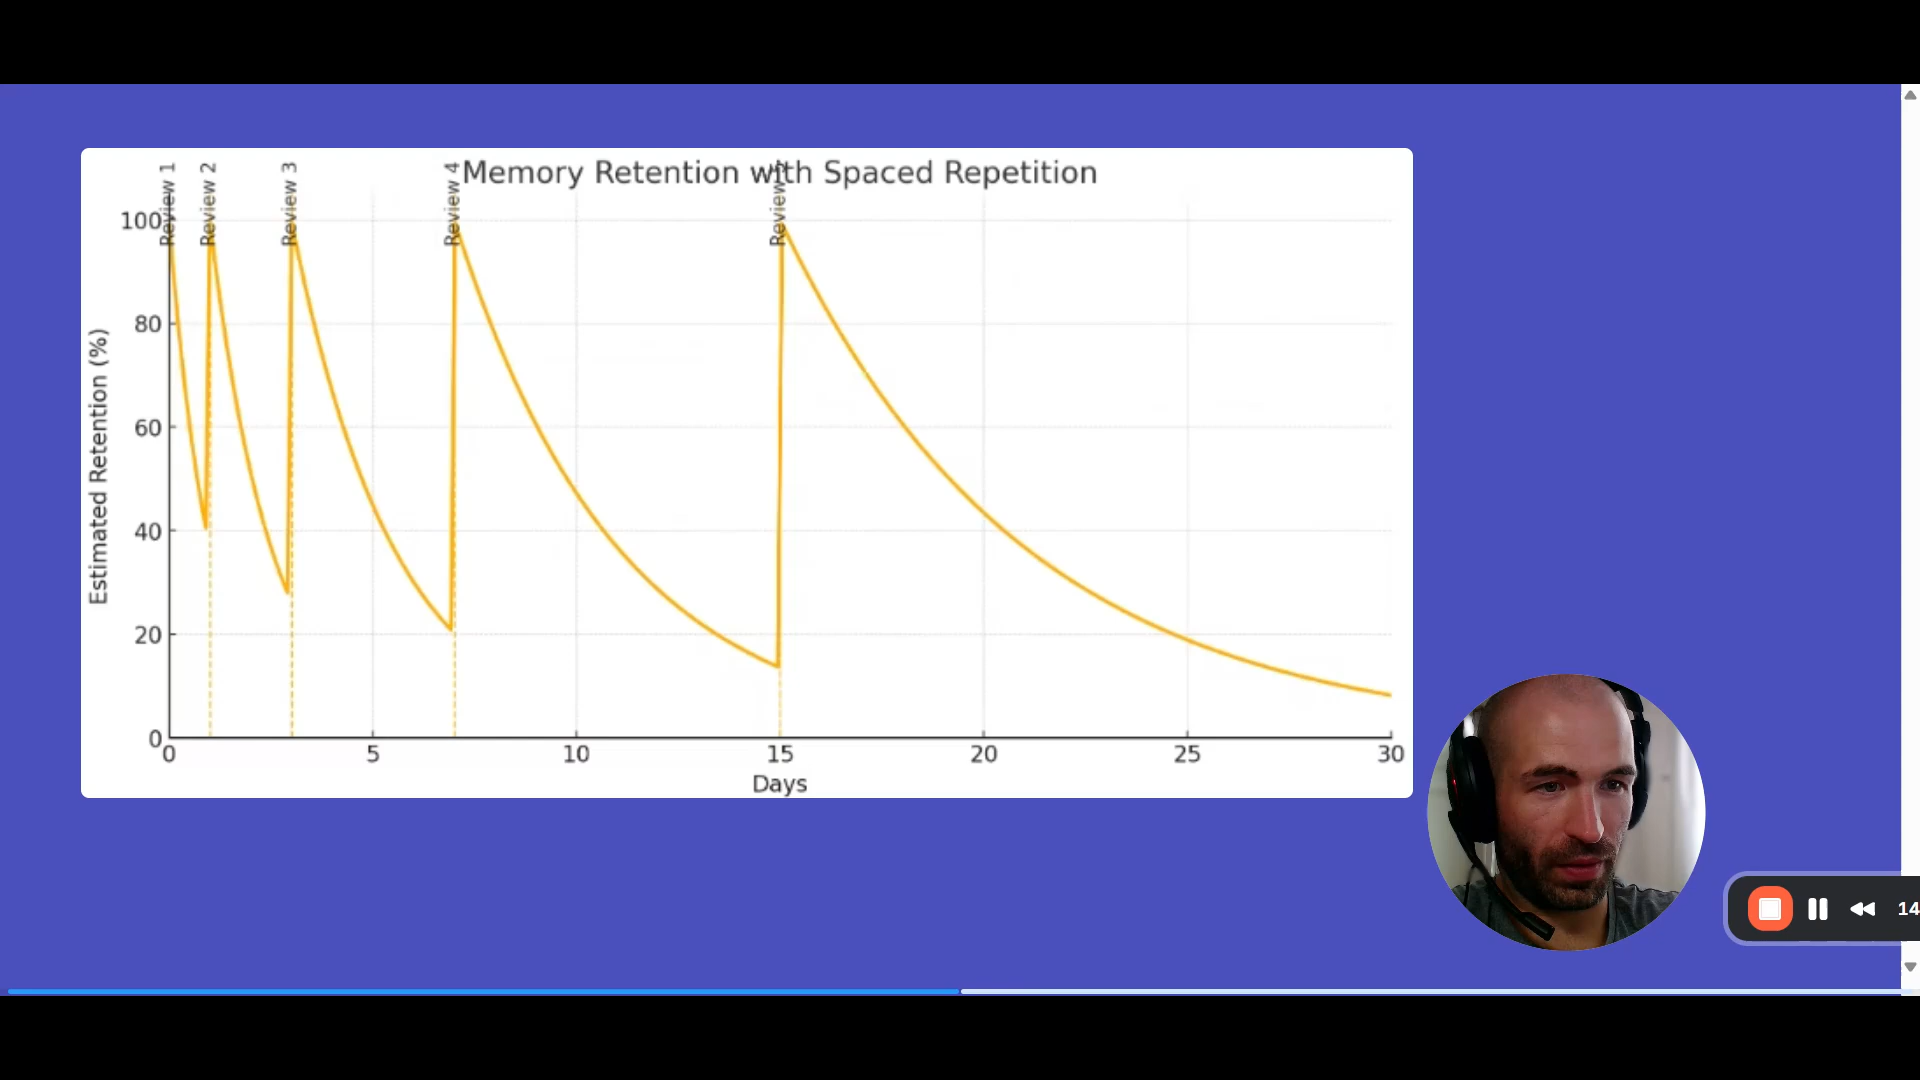 Memory Retention with Spaced Repetition
Review 1
Review 2
Review 3
Review 4
Review
Estimated Retention (%)
100
80
60
40
20
0
0 5 10 15 20 25 30
Days
14